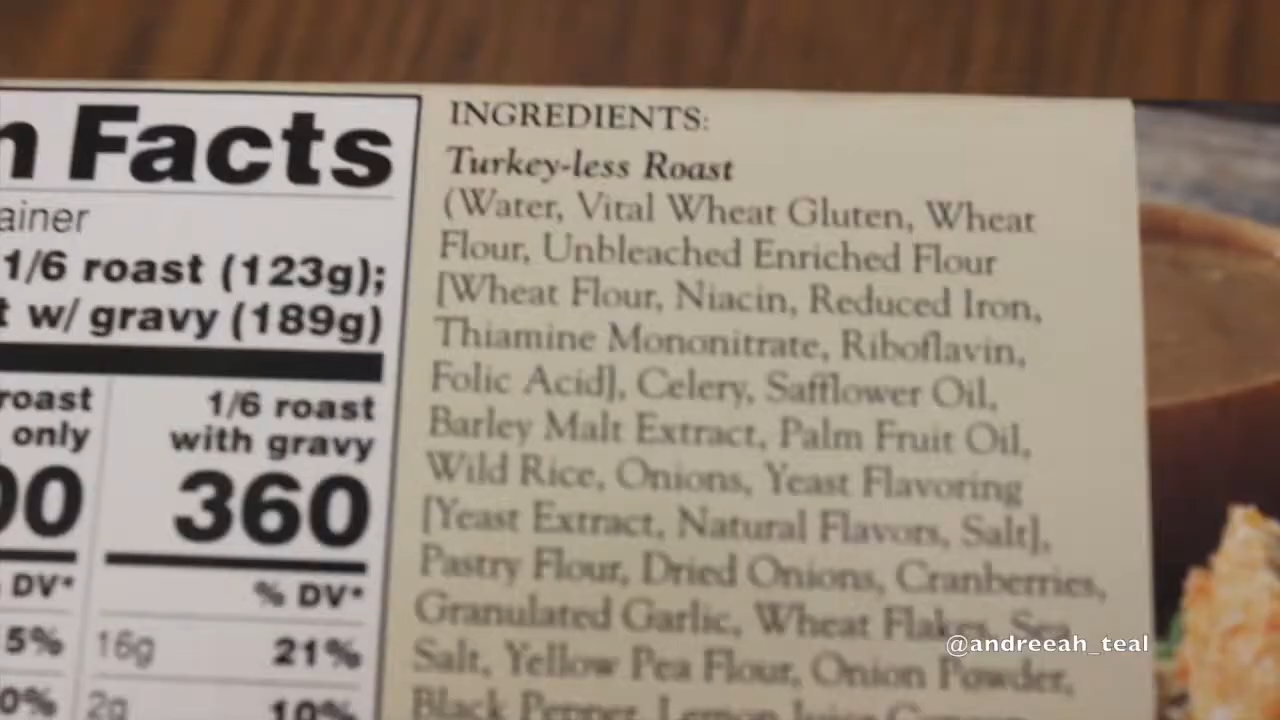 n Facts
ainer
1/6 roast (123g);
t w/ gravy (189g)
roast
only
1/6 roast
with gravy
00
360
DV*
% DV*
5%
16g
21%
0%
2g
10%
INGREDIENTS:
Turkey-less Roast
(Water, Vital Wheat Gluten, Wheat
Flour, Unbleached Enriched Flour
[Wheat Flour, Niacin, Reduced Iron,
Thiamine Mononitrate, Riboflavin,
Folic Acid], Celery, Safflower Oil,
Barley Malt Extract, Palm Fruit Oil,
Wild Rice, Onions, Yeast Flavoring
[Yeast Extract, Natural Flavors, Salt],
Pastry Flour, Dried Onions, Cranberries,
Granulated Garlic, Wheat Flakes, Sea
Salt, Yellow Pea Flour, Onion Powder,
Black Pepper, Lemon Juice
@andreeah_teal